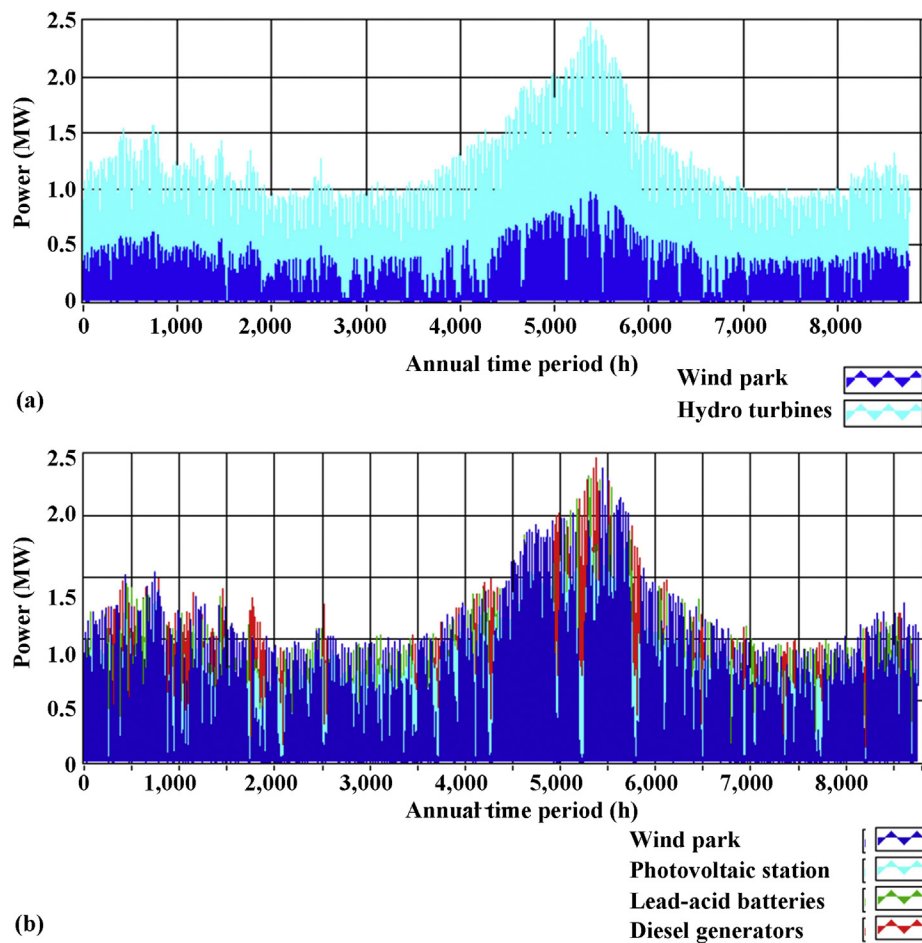 2.5
2.0
1.5
1.0
0.5
0
Power (MW)
0 1,000 2,000 3,000 4,000 5,000 6,000 7,000 8,000
Annual time period (h)
Wind park
Hydro turbines
(a)
2.5
2.0
1.5
1.0
0.5
0
Power (MW)
0 1,000 2,000 3,000 4,000 5,000 6,000 7,000 8,000
Annual time period (h)
Wind park
Photovoltaic station
Lead-acid batteries
Diesel generators
(b)